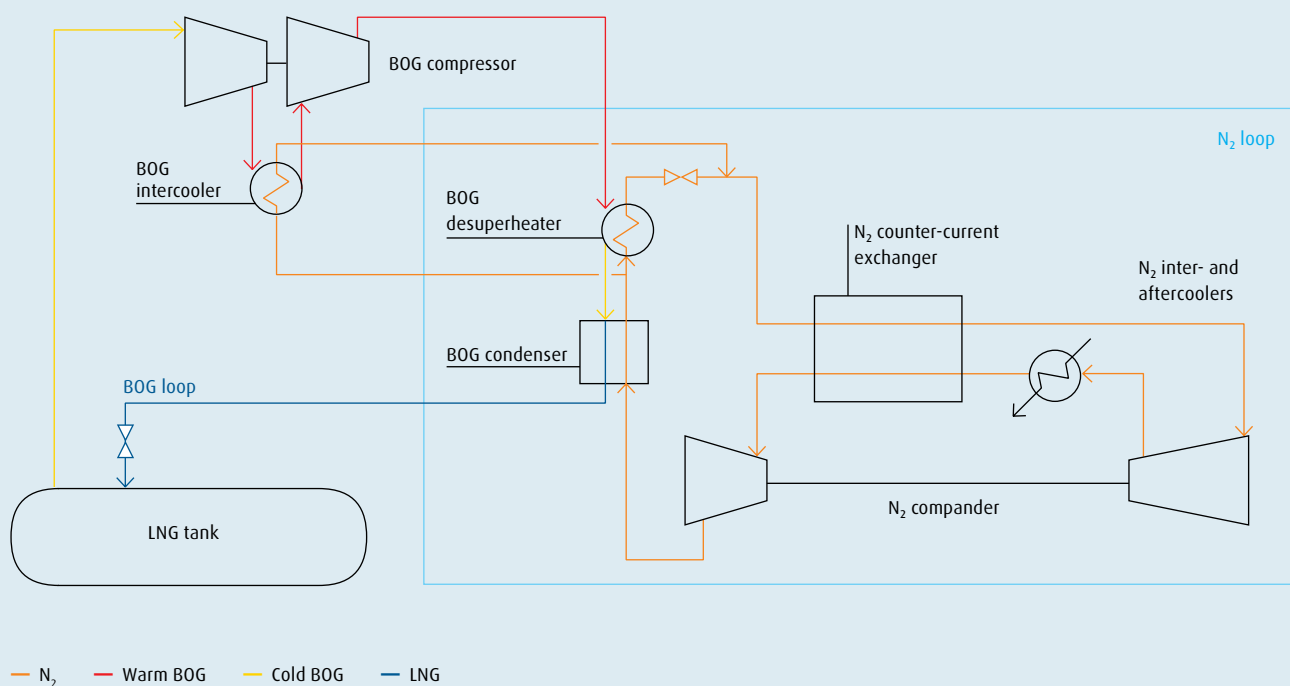 BOG compressor
N₂ loop
BOG
intercooler
BOG
desuperheater
N₂ counter-current
exchanger
N₂ inter- and
aftercoolers
BOG condenser
BOG loop
N₂ compander
LNG tank
N₂ Warm BOG Cold BOG LNG